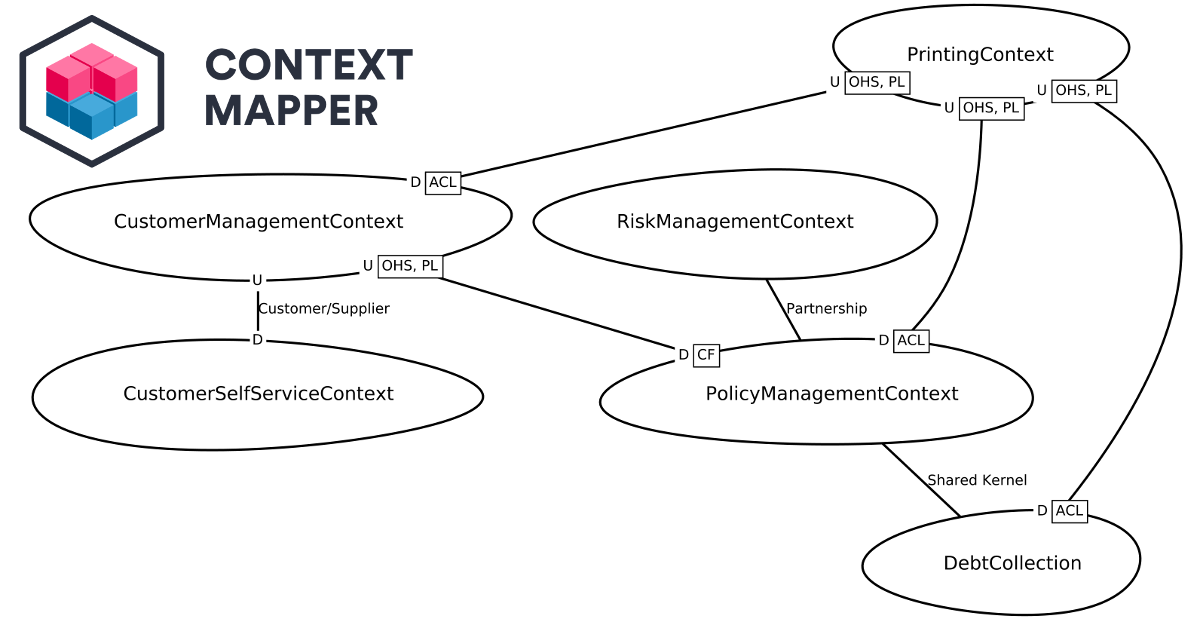 CONTEXT
MAPPER
PrintingContext
U OHS, PL
U OHS, PL
U OHS, PL
D ACL
CustomerManagementContext
RiskManagementContext
U OHS, PL
U
Customer/Supplier
Partnership
D
D ACL
D CF
CustomerSelfServiceContext
PolicyManagementContext
Shared Kernel
D ACL
DebtCollection